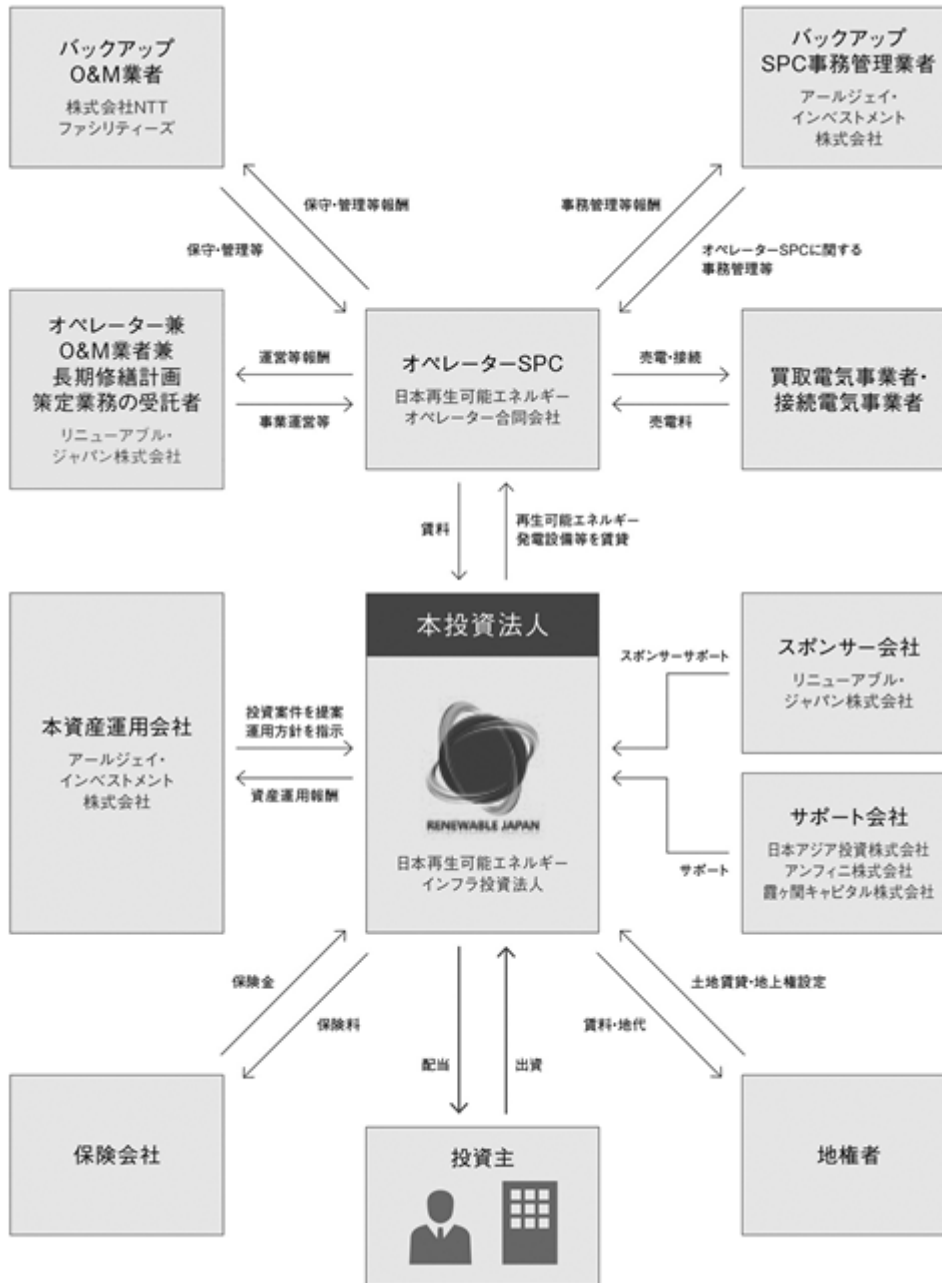 バックアップ
O&M業者
株式会社NTT
ファシリティーズ
バックアップ
SPC事務管理業者
アールジェイ・
インベストメント
株式会社
保守・管理等報酬
保守・管理等
事務管理等報酬
オペレーターSPCに関する
事務管理等
オペレーター兼
O&M業者兼
長期修繕計画
策定業務の受託者
リニューアブル・
ジャパン株式会社
運営等報酬
事業運営等
オペレーターSPC
日本再生可能エネルギー
オペレーター合同会社
売電・接続
売電料
買取電気事業者・
接続電気事業者
賃料
再生可能エネルギー
発電設備等を賃貸
本資産運用会社
アールジェイ・
インベストメント
株式会社
投資案件を提案
運用方針を指示
資産運用報酬
本投資法人
RENEWABLE JAPAN
日本再生可能エネルギー
インフラ投資法人
スポンサーサポート
スポンサー会社
リニューアブル・
ジャパン株式会社
サポート
サポート会社
日本アジア投資株式会社
アンフィニ株式会社
霞ヶ関キャピタル株式会社
保険金
保険料
配当
出資
土地賃貸・地上権設定
賃料・地代
保険会社
投資主
地権者